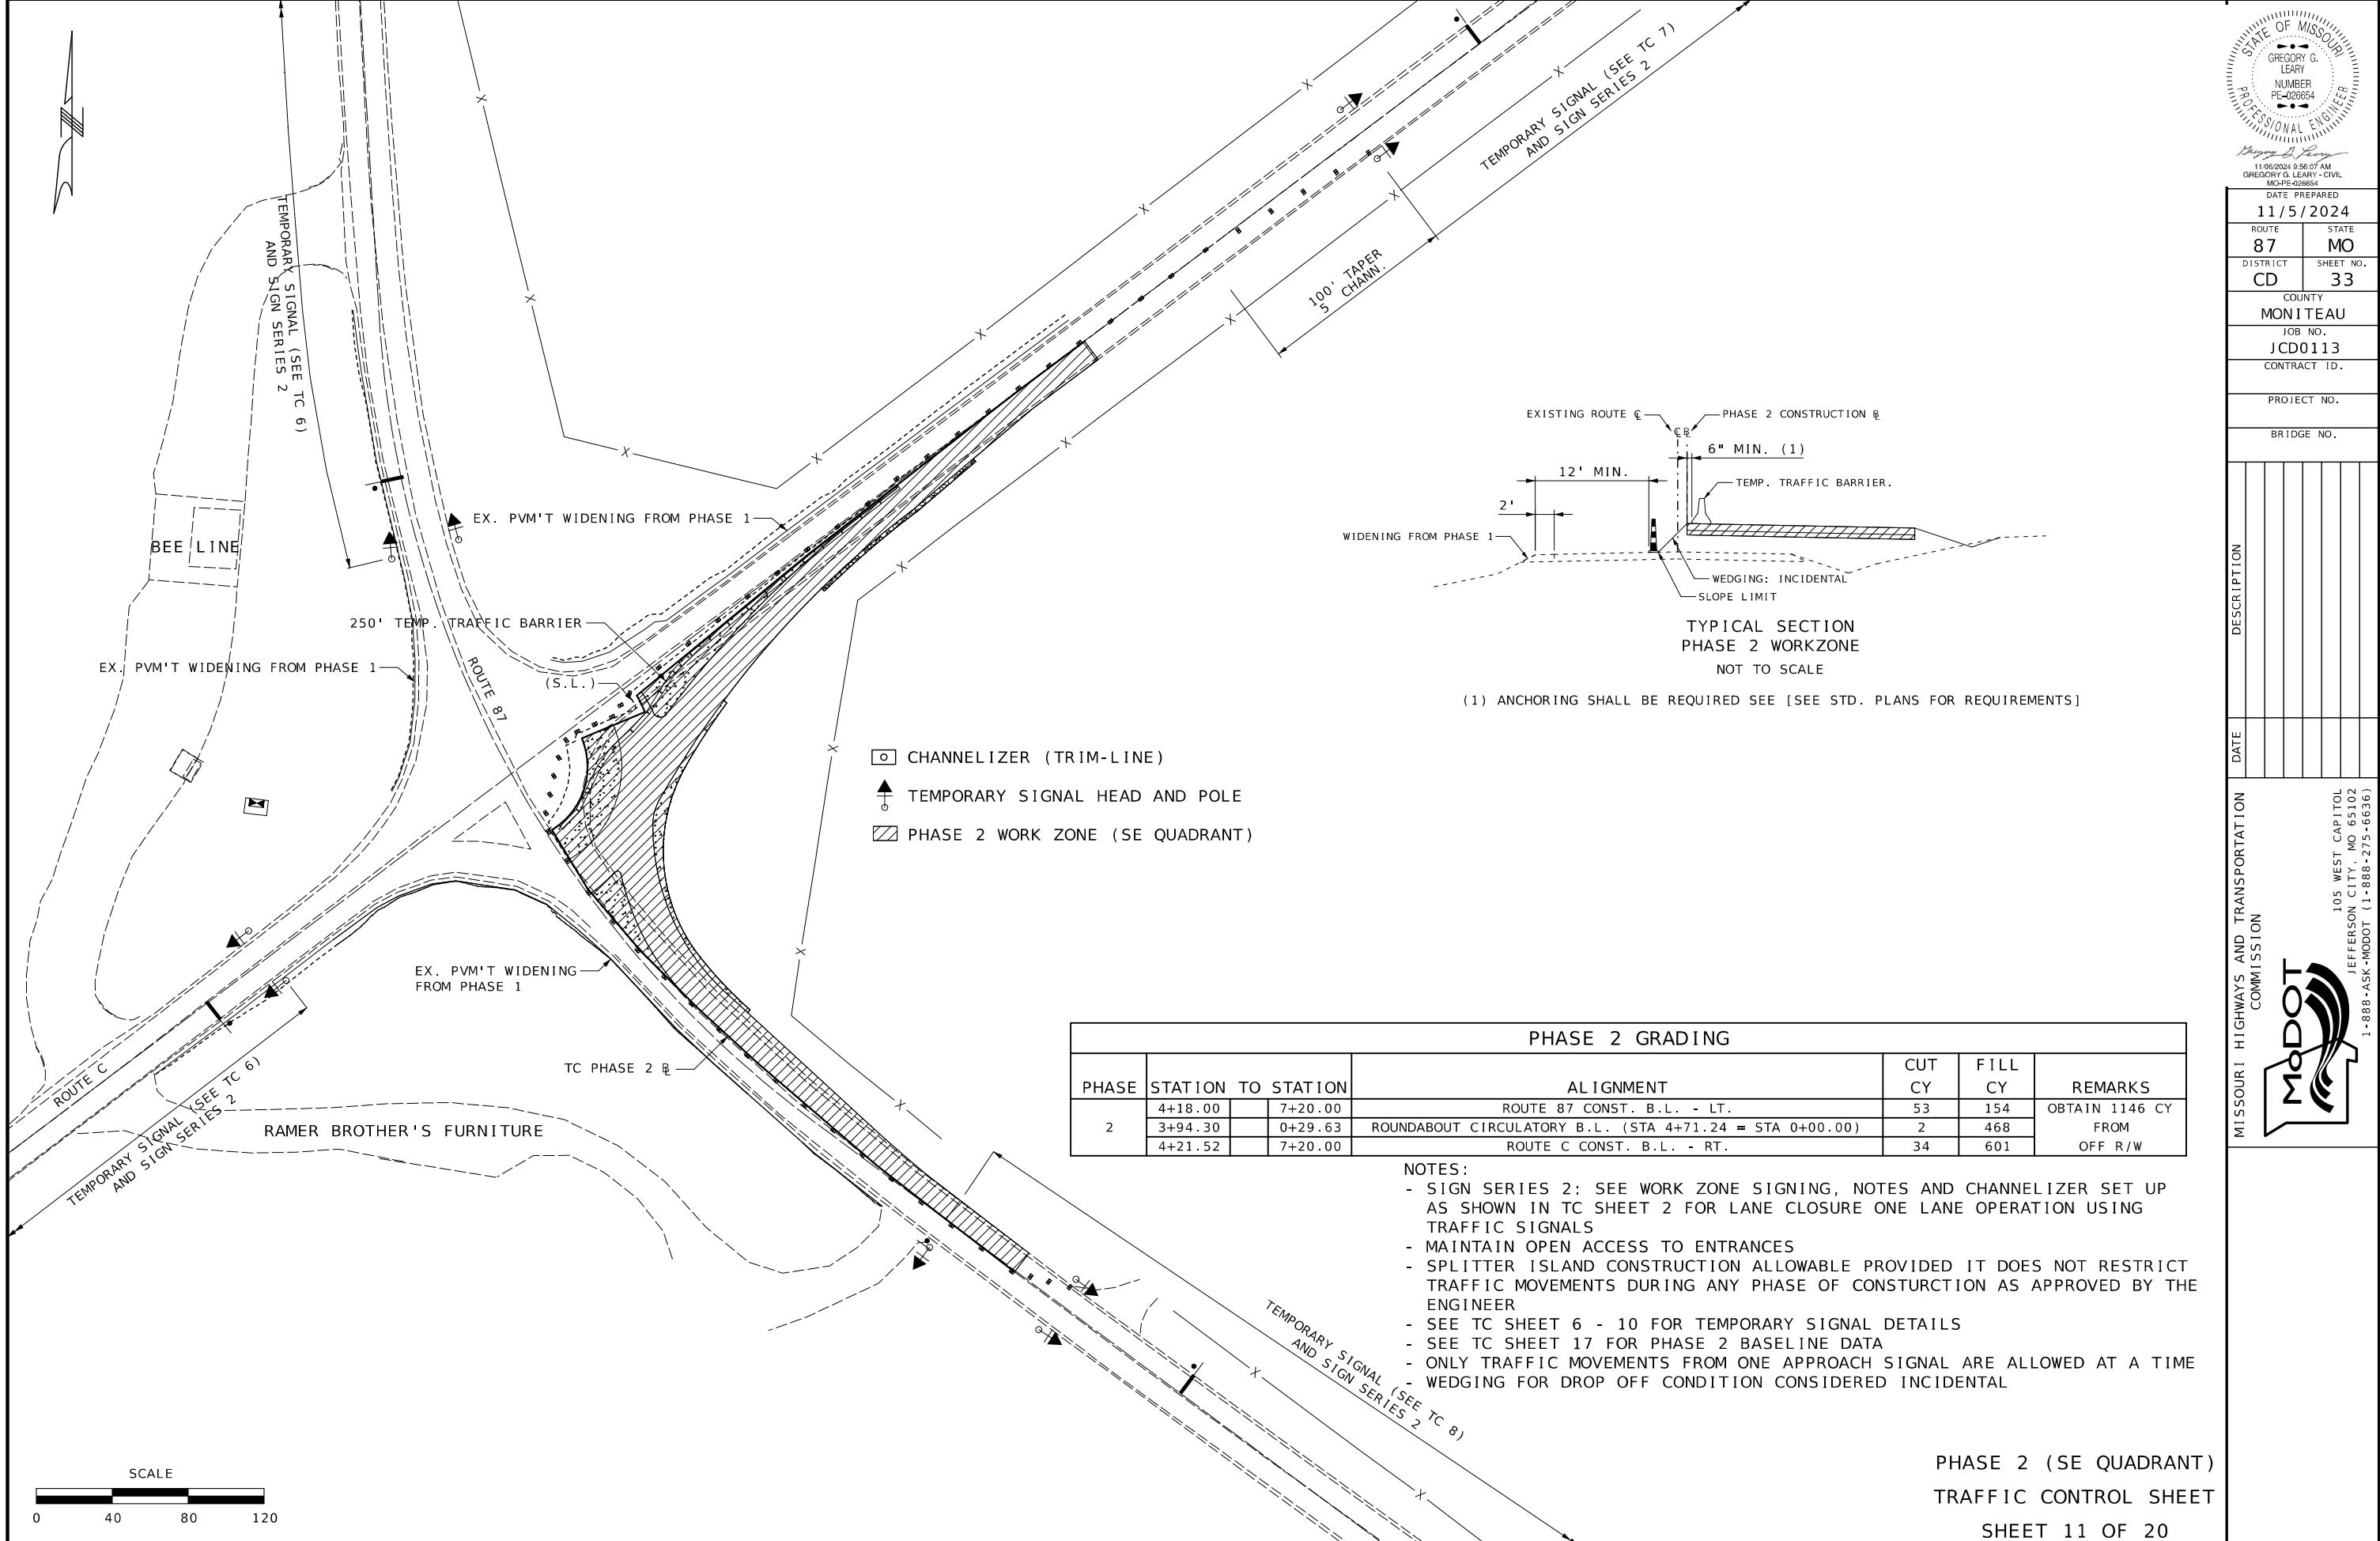 TEMPORARY SIGNAL (SEE TC 6)
AND SIGN SERIES 2
TEMPORARY SIGNAL (SEE TC 7)
AND SIGN SERIES 2
100' TAPER
5 CHANN.
BEE LINE
EX. PVM'T WIDENING FROM PHASE 1
250' TEMP. TRAFFIC BARRIER
EX. PVM'T WIDENING FROM PHASE 1
(S.L.)
ROUTE 87
EX. PVM'T WIDENING
FROM PHASE 1
TC PHASE 2 BL
ROUTE C
TEMPORARY SIGNAL (SEE TC 6)
AND SIGN SERIES 2
RAMER BROTHER'S FURNITURE
TEMPORARY SIGNAL (SEE TC 8)
AND SIGN SERIES 2
SCALE
0 40 80 120
CHANNELIZER (TRIM-LINE)
TEMPORARY SIGNAL HEAD AND POLE
PHASE 2 WORK ZONE (SE QUADRANT)
EXISTING ROUTE CL
PHASE 2 CONSTRUCTION BL
CL BL
6" MIN. (1)
12' MIN.
TEMP. TRAFFIC BARRIER.
2'
WIDENING FROM PHASE 1
WEDGING: INCIDENTAL
SLOPE LIMIT
TYPICAL SECTION
PHASE 2 WORKZONE
NOT TO SCALE
(1) ANCHORING SHALL BE REQUIRED SEE [SEE STD. PLANS FOR REQUIREMENTS]
PHASE 2 GRADING
PHASE STATION TO STATION ALIGNMENT CUT CY FILL CY REMARKS
2 4+18.00 7+20.00 ROUTE 87 CONST. B.L. - LT. 53 154 OBTAIN 1146 CY
3+94.30 0+29.63 ROUNDABOUT CIRCULATORY B.L. (STA 4+71.24 = STA 0+00.00) 2 468 FROM
4+21.52 7+20.00 ROUTE C CONST. B.L. - RT. 34 601 OFF R/W
NOTES:
- SIGN SERIES 2: SEE WORK ZONE SIGNING, NOTES AND CHANNELIZER SET UP
AS SHOWN IN TC SHEET 2 FOR LANE CLOSURE ONE LANE OPERATION USING
TRAFFIC SIGNALS
- MAINTAIN OPEN ACCESS TO ENTRANCES
- SPLITTER ISLAND CONSTRUCTION ALLOWABLE PROVIDED IT DOES NOT RESTRICT
TRAFFIC MOVEMENTS DURING ANY PHASE OF CONSTURCTION AS APPROVED BY THE
ENGINEER
- SEE TC SHEET 6 - 10 FOR TEMPORARY SIGNAL DETAILS
- SEE TC SHEET 17 FOR PHASE 2 BASELINE DATA
- ONLY TRAFFIC MOVEMENTS FROM ONE APPROACH SIGNAL ARE ALLOWED AT A TIME
- WEDGING FOR DROP OFF CONDITION CONSIDERED INCIDENTAL
PHASE 2 (SE QUADRANT)
TRAFFIC CONTROL SHEET
SHEET 11 OF 20
STATE OF MISSOURI
GREGORY G.
LEARY
NUMBER
PE-026654
PROFESSIONAL ENGINEER
Gregory G. Leary
11/06/2024 9:56:07 AM
GREGORY G. LEARY - CIVIL
MO-PE-026654
DATE PREPARED
11/5/2024
ROUTE STATE
87 MO
DISTRICT SHEET NO.
CD 33
COUNTY
MONITEAU
JOB NO.
JCD0113
CONTRACT ID.
PROJECT NO.
BRIDGE NO.
DESCRIPTION
DATE
MISSOURI HIGHWAYS AND TRANSPORTATION
COMMISSION
MODOT
105 WEST CAPITOL
JEFFERSON CITY, MO 65102
1-888-ASK-MODOT (1-888-275-6636)